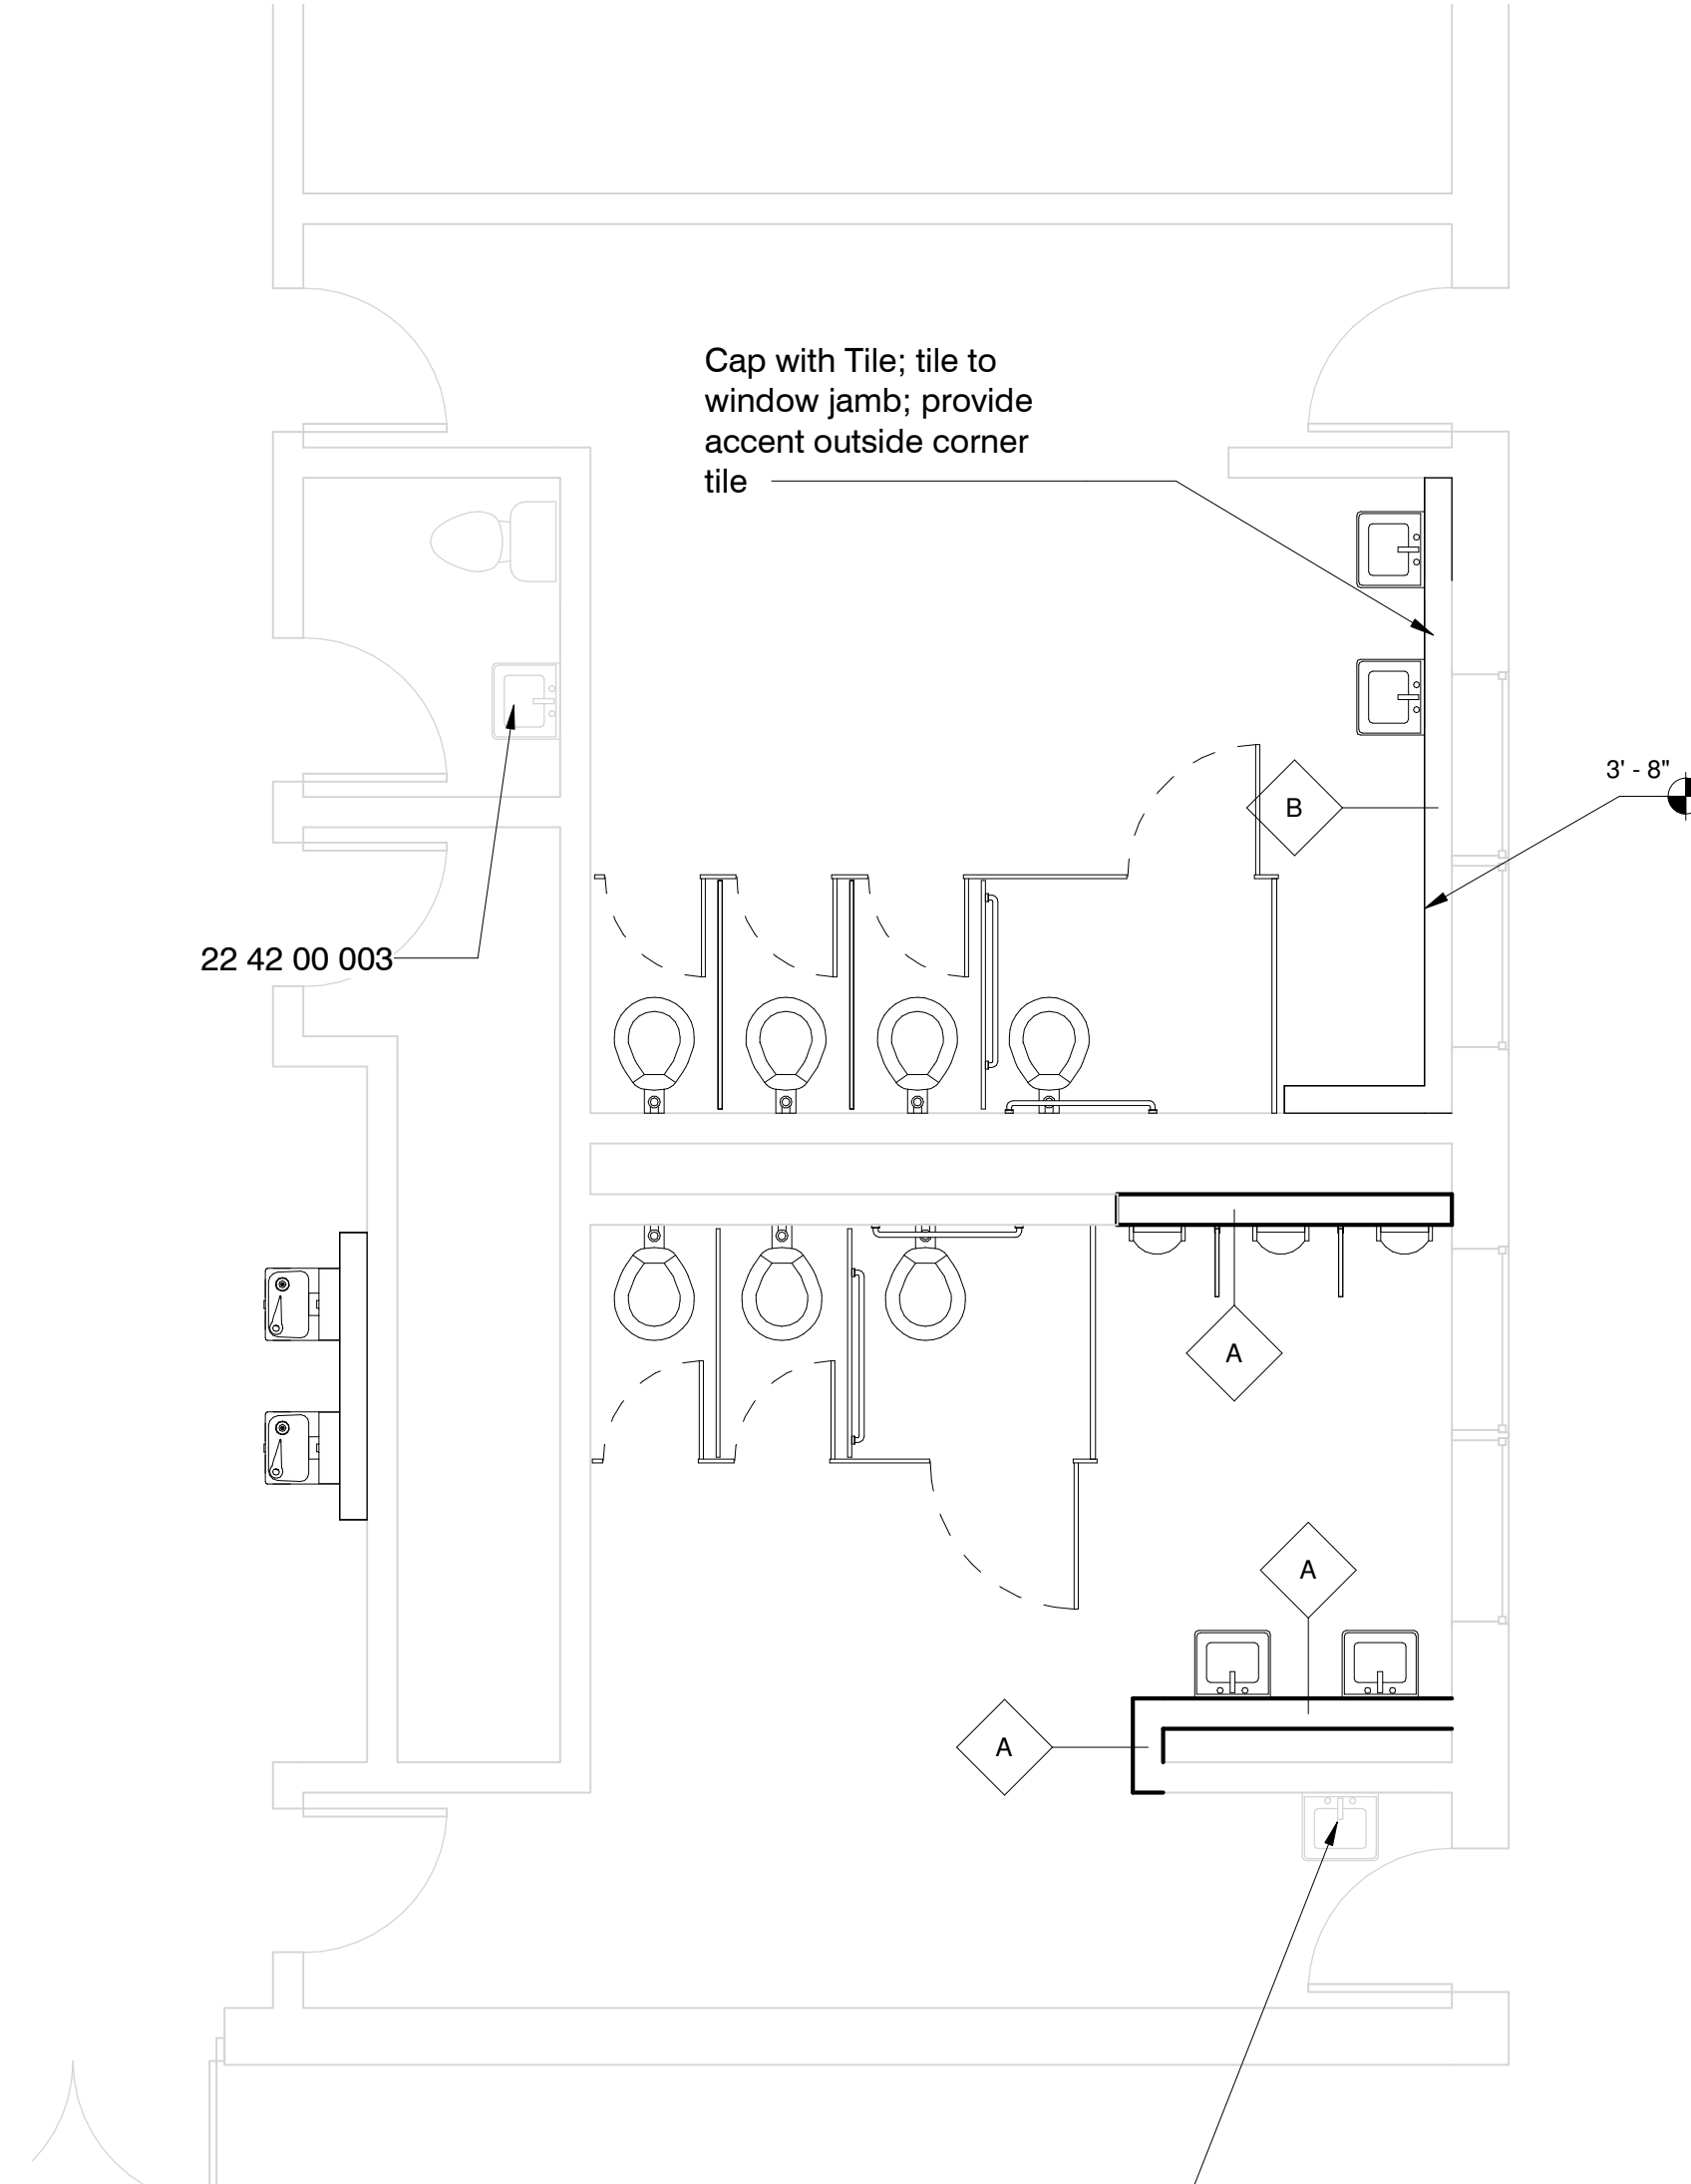 Cap with Tile; tile to
window jamb; provide
accent outside corner
tile
3' - 8"
B
22 42 00 003
A
A
A